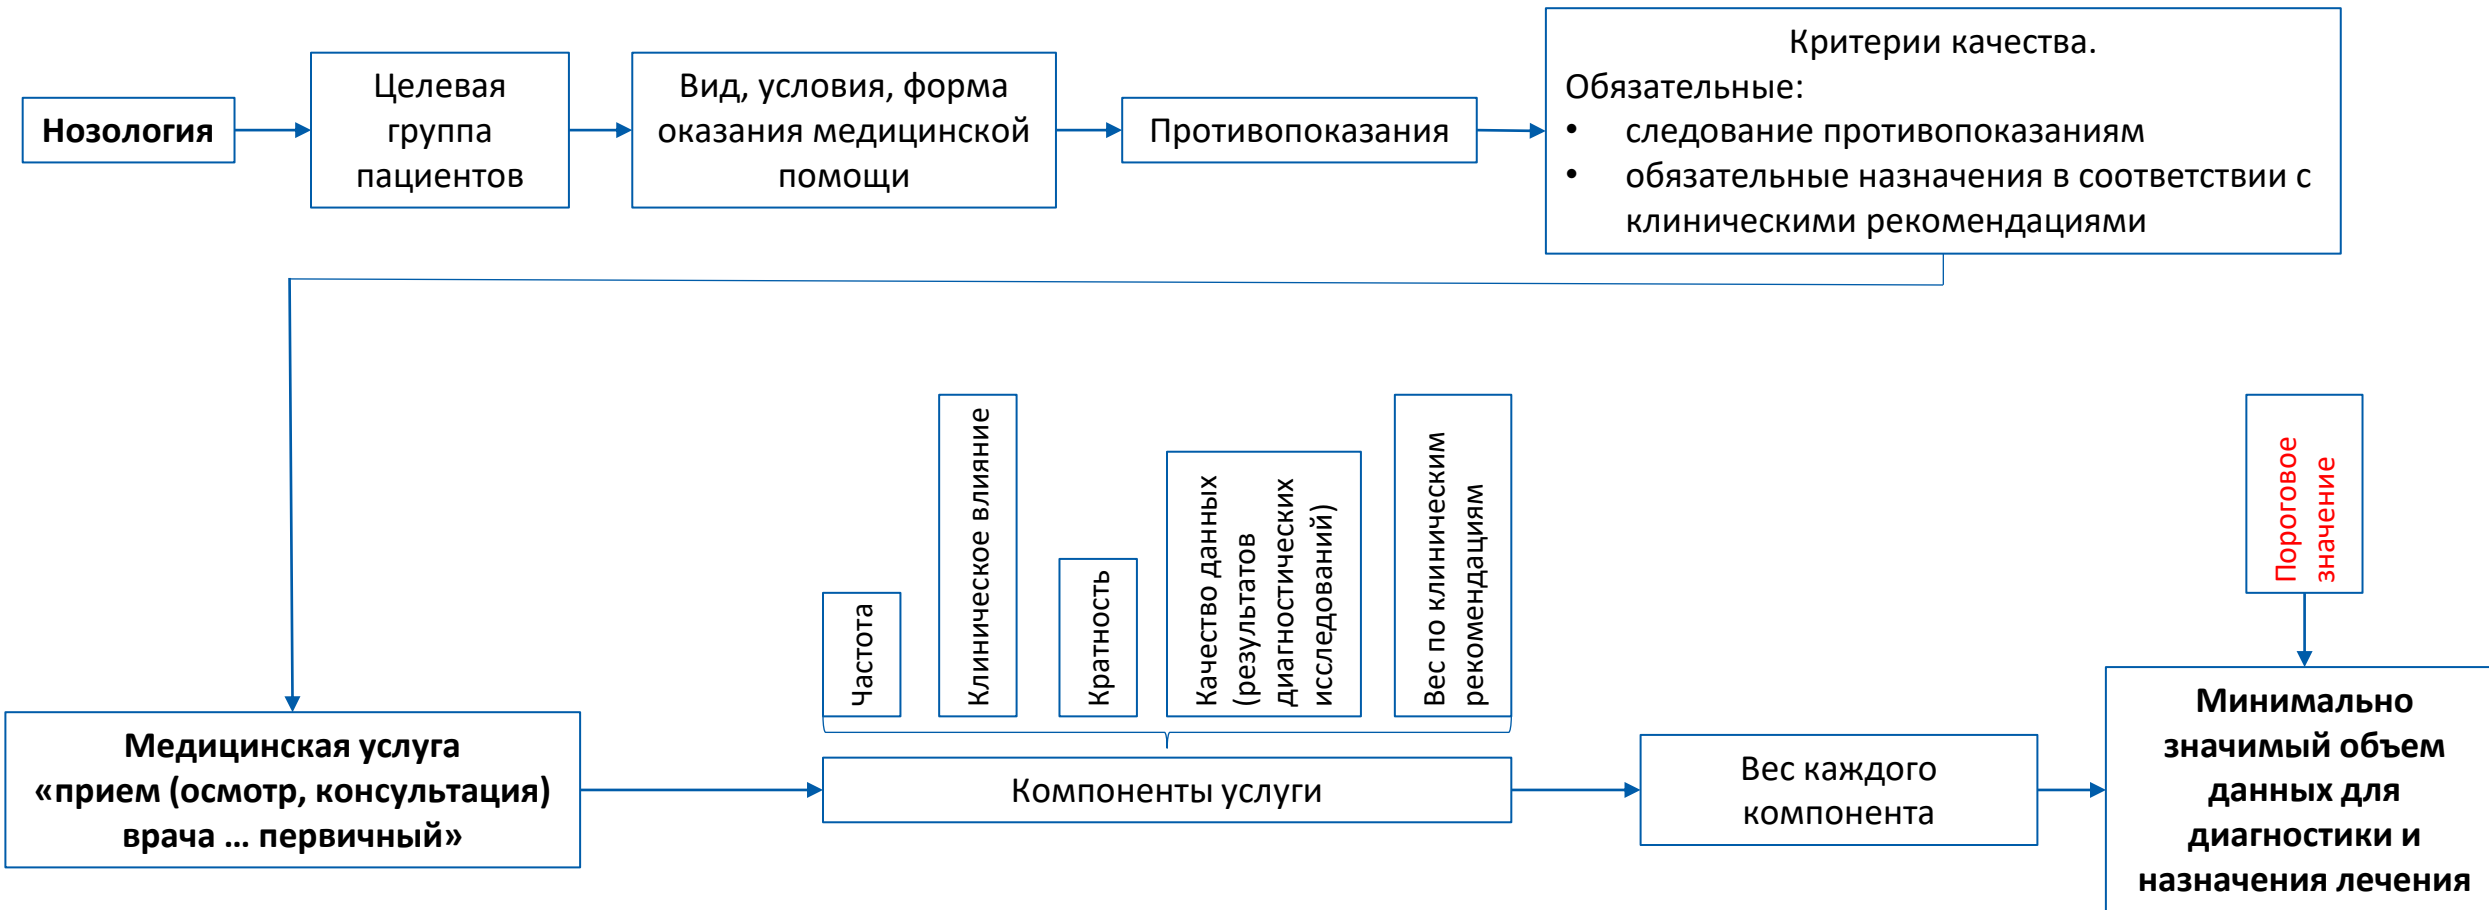 Нозология
Целевая
группа
пациентов
Вид, условия, форма
оказания медицинской
помощи
Противопоказания
Критерии качества.
Обязательные:
• следование противопоказаниям
• обязательные назначения в соответствии с
клиническими рекомендациями
Медицинская услуга
«прием (осмотр, консультация)
врача ... первичный»
Частота
Клиническое влияние
Кратность
Качество данных
(результатов
диагностических
исследований)
Вес по клиническим
рекомендациям
Компоненты услуги
Вес каждого
компонента
Пороговое
значение
Минимально
значимый объем
данных для
диагностики и
назначения лечения